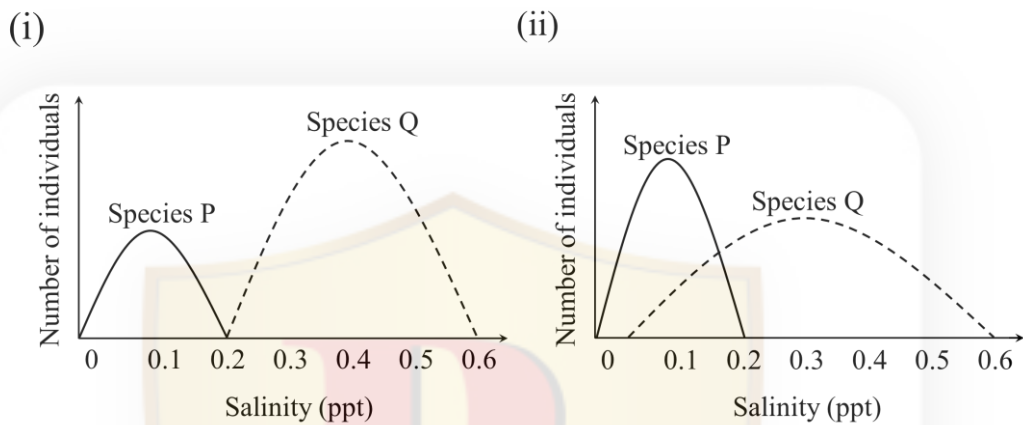 (i)
Number of individuals
Species P
Species Q
0 0.1 0.2 0.3 0.4 0.5 0.6
Salinity (ppt)
(ii)
Number of individuals
Species P
Species Q
0 0.1 0.2 0.3 0.4 0.5 0.6
Salinity (ppt)